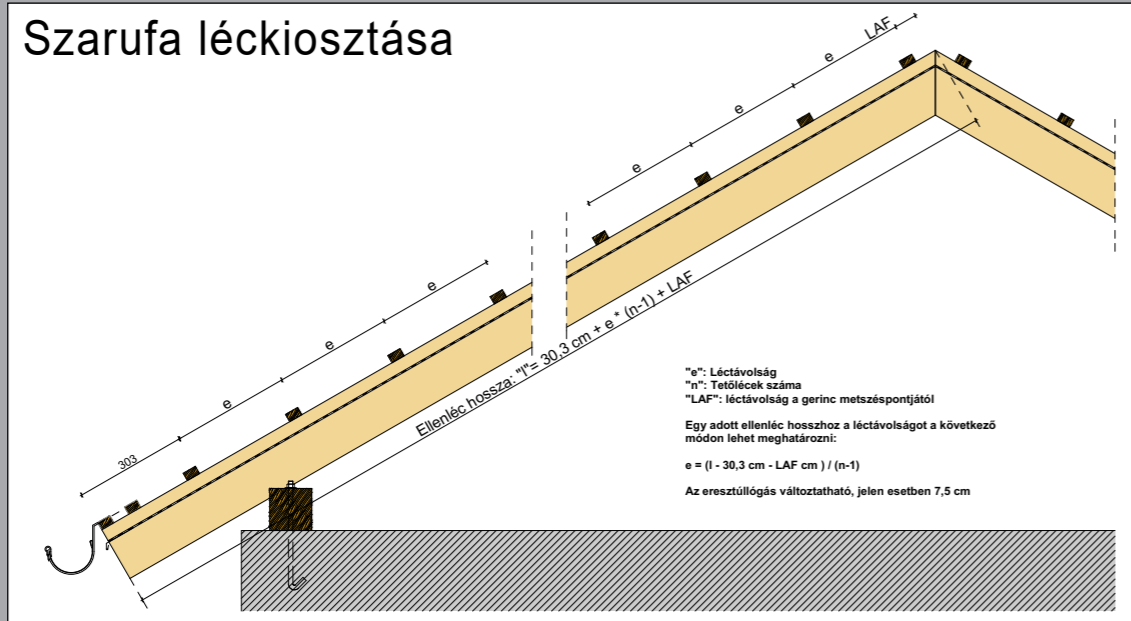 Szarufa léckiosztása
LAF
e
e
e
e
e
e
303
Ellenléc hossza: "l"= 30,3 cm + e * (n-1) + LAF
"e": Léctávolság
"n": Tetőlécek száma
"LAF": léctávolság a gerinc metszéspontjától
Egy adott ellenléc hosszhoz a léctávolságot a következő
módon lehet meghatározni:
e = (l - 30,3 cm - LAF cm ) / (n-1)
Az eresztúllógás változtatható, jelen esetben 7,5 cm